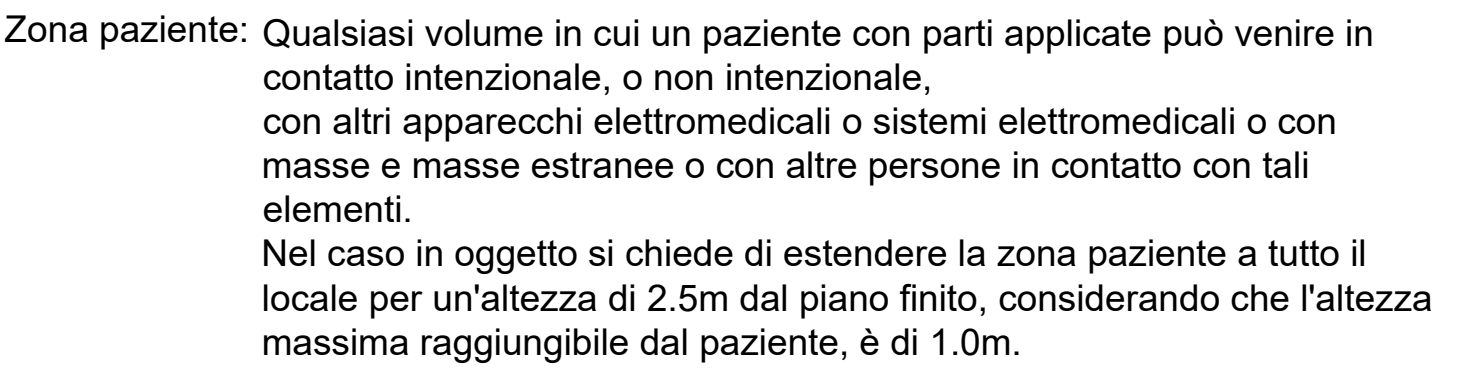 Zona paziente: Qualsiasi volume in cui un paziente con parti applicate può venire in
contatto intenzionale, o non intenzionale,
con altri apparecchi elettromedicali o sistemi elettromedicali o con
masse e masse estranee o con altre persone in contatto con tali
elementi.
Nel caso in oggetto si chiede di estendere la zona paziente a tutto il
locale per un'altezza di 2.5m dal piano finito, considerando che l'altezza
massima raggiungibile dal paziente, è di 1.0m.